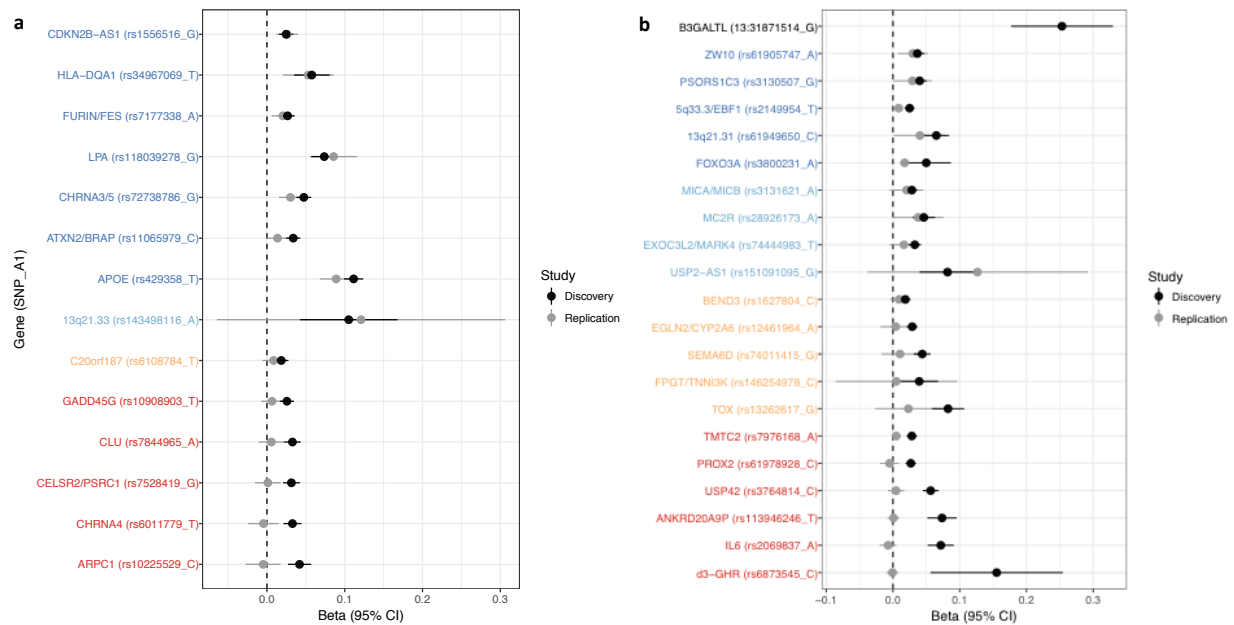 a
Gene (SNP_A1)
CDKN2B−AS1 (rs1556516_G)
HLA−DQA1 (rs34967069_T)
FURIN/FES (rs7177338_A)
LPA (rs118039278_G)
CHRNA3/5 (rs72738786_G)
ATXN2/BRAP (rs11065979_C)
APOE (rs429358_T)
13q21.33 (rs143498116_A)
C20orf187 (rs6108784_T)
GADD45G (rs10908903_T)
CLU (rs7844965_A)
CELSR2/PSRC1 (rs7528419_G)
CHRNA4 (rs6011779_T)
ARPC1 (rs10225529_C)
0.0 0.1 0.2 0.3
Beta (95% CI)
Study
Discovery
Replication
b
B3GALTL (13:31871514_G)
ZW10 (rs61905747_A)
PSORS1C3 (rs3130507_G)
5q33.3/EBF1 (rs2149954_T)
13q21.31 (rs61949650_C)
FOXO3A (rs3800231_A)
MICA/MICB (rs3131621_A)
MC2R (rs28926173_A)
EXOC3L2/MARK4 (rs74444983_T)
USP2−AS1 (rs151091095_G)
BEND3 (rs1627804_C)
EGLN2/CYP2A6 (rs12461964_A)
SEMA6D (rs74011415_G)
FPGT/TNNI3K (rs146254978_C)
TOX (rs13262617_G)
TMTC2 (rs7976168_A)
PROX2 (rs61978928_C)
USP42 (rs3764814_C)
ANKRD20A9P (rs113946246_T)
IL6 (rs2069837_A)
d3−GHR (rs6873545_C)
−0.1 0.0 0.1 0.2 0.3
Beta (95% CI)
Study
Discovery
Replication